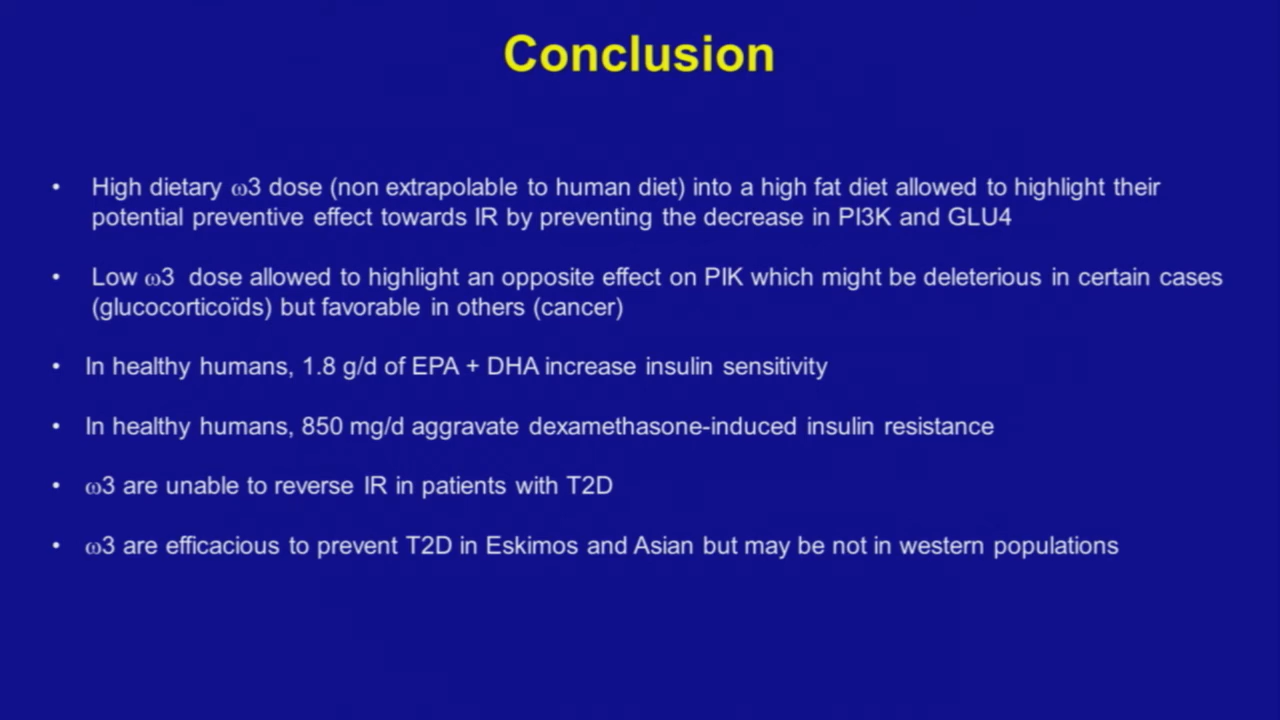 Conclusion
• High dietary ω3 dose (non extrapolable to human diet) into a high fat diet allowed to highlight their
potential preventive effect towards IR by preventing the decrease in PI3K and GLU4
• Low ω3 dose allowed to highlight an opposite effect on PIK which might be deleterious in certain cases
(glucocorticoïds) but favorable in others (cancer)
• In healthy humans, 1.8 g/d of EPA + DHA increase insulin sensitivity
• In healthy humans, 850 mg/d aggravate dexamethasone-induced insulin resistance
• ω3 are unable to reverse IR in patients with T2D
• ω3 are efficacious to prevent T2D in Eskimos and Asian but may be not in western populations